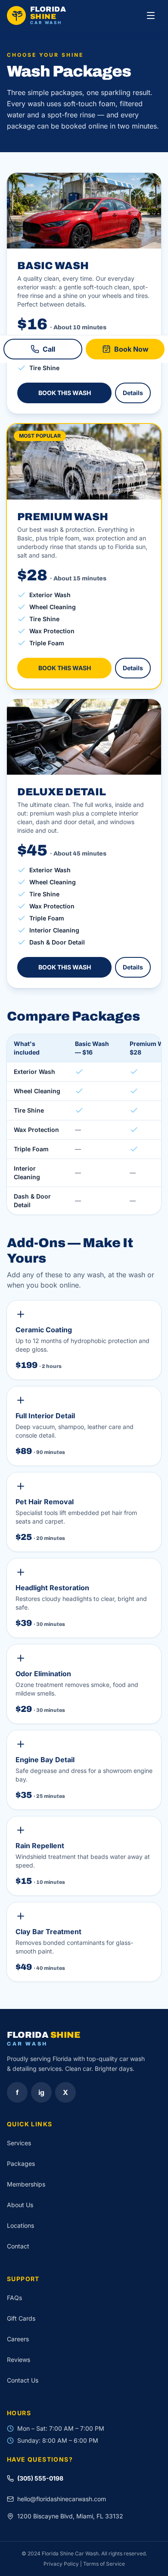 FLORIDA
SHINE
CAR WASH
CHOOSE YOUR SHINE
Wash Packages
Three simple packages, one sparkling result.
Every wash uses soft-touch foam, filtered
water and a spot-free rinse — and every
package can be booked online in two minutes.
BASIC WASH
A quality clean, every time. Our everyday
exterior wash: a gentle soft-touch clean, spot-
free rinse and a shine on your wheels and tires.
Perfect between details.
$16 · About 10 minutes
Call
Book Now
Tire Shine
BOOK THIS WASH
Details
MOST POPULAR
PREMIUM WASH
Our best wash & protection. Everything in
Basic, plus triple foam, wax protection and an
underbody rinse that stands up to Florida sun,
salt and sand.
$28 · About 15 minutes
Exterior Wash
Wheel Cleaning
Tire Shine
Wax Protection
Triple Foam
BOOK THIS WASH
Details
DELUXE DETAIL
The ultimate clean. The full works, inside and
out: premium wash plus a complete interior
clean, dash and door detail, and windows
inside and out.
$45 · About 45 minutes
Exterior Wash
Wheel Cleaning
Tire Shine
Wax Protection
Triple Foam
Interior Cleaning
Dash & Door Detail
BOOK THIS WASH
Details
Compare Packages
What's included
Basic Wash — $16
Premium W
$28
Exterior Wash
Wheel Cleaning
Tire Shine
Wax Protection —
Triple Foam —
Interior Cleaning — —
Dash & Door Detail — —
Add-Ons — Make It
Yours
Add any of these to any wash, at the wash or
when you book online.
Ceramic Coating
Up to 12 months of hydrophobic protection and
deep gloss.
$199 · 2 hours
Full Interior Detail
Deep vacuum, shampoo, leather care and
console detail.
$89 · 90 minutes
Pet Hair Removal
Specialist tools lift embedded pet hair from
seats and carpet.
$25 · 20 minutes
Headlight Restoration
Restores cloudy headlights to clear, bright and
safe.
$39 · 30 minutes
Odor Elimination
Ozone treatment removes smoke, food and
mildew smells.
$29 · 30 minutes
Engine Bay Detail
Safe degrease and dress for a showroom engine
bay.
$35 · 25 minutes
Rain Repellent
Windshield treatment that beads water away at
speed.
$15 · 10 minutes
Clay Bar Treatment
Removes bonded contaminants for glass-
smooth paint.
$49 · 40 minutes
FLORIDA SHINE
CAR WASH
Proudly serving Florida with top-quality car wash
& detailing services. Clean car. Brighter days.
f
ig
X
QUICK LINKS
Services
Packages
Memberships
About Us
Locations
Contact
SUPPORT
FAQs
Gift Cards
Careers
Reviews
Contact Us
HOURS
Mon – Sat: 7:00 AM – 7:00 PM
Sunday: 8:00 AM – 6:00 PM
HAVE QUESTIONS?
(305) 555-0198
hello@floridashinecarwash.com
1200 Biscayne Blvd, Miami, FL 33132
© 2024 Florida Shine Car Wash. All rights reserved.
Privacy Policy | Terms of Service